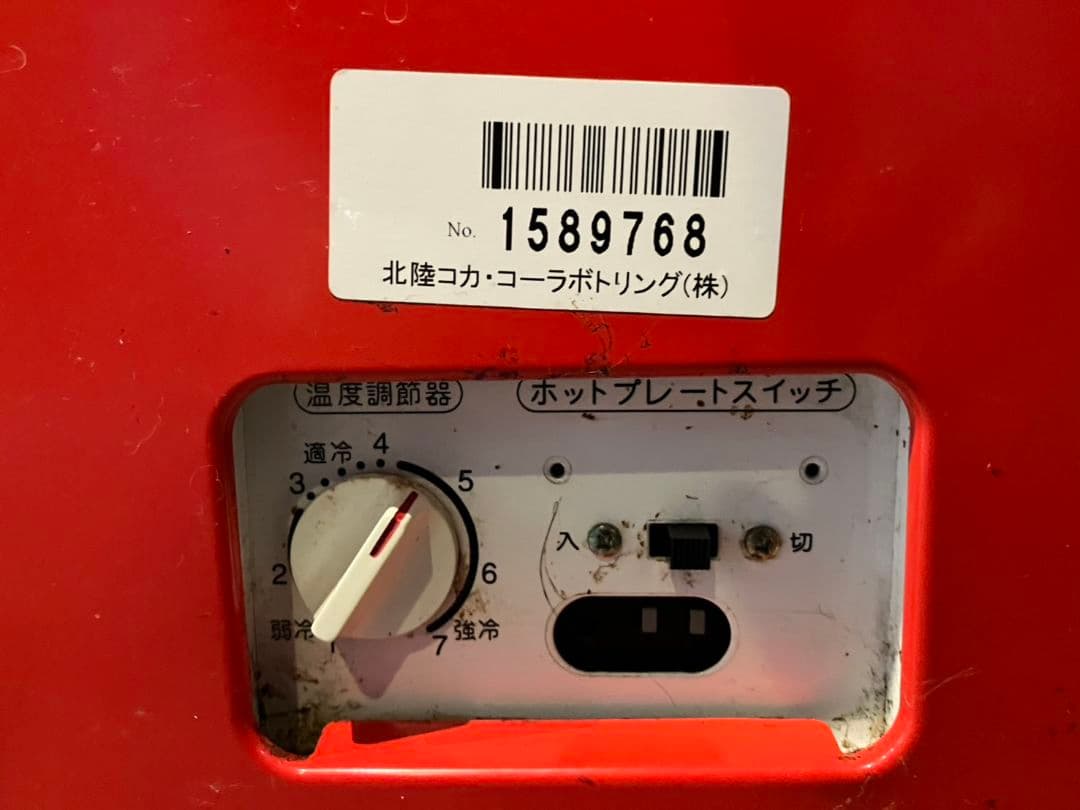 No. 1589768
北陸コカ・コーラボトリング(株)
温度調節器
ホットプレートスイッチ
適冷
4
3
5
2
6
弱冷
1
7
強冷
入
切